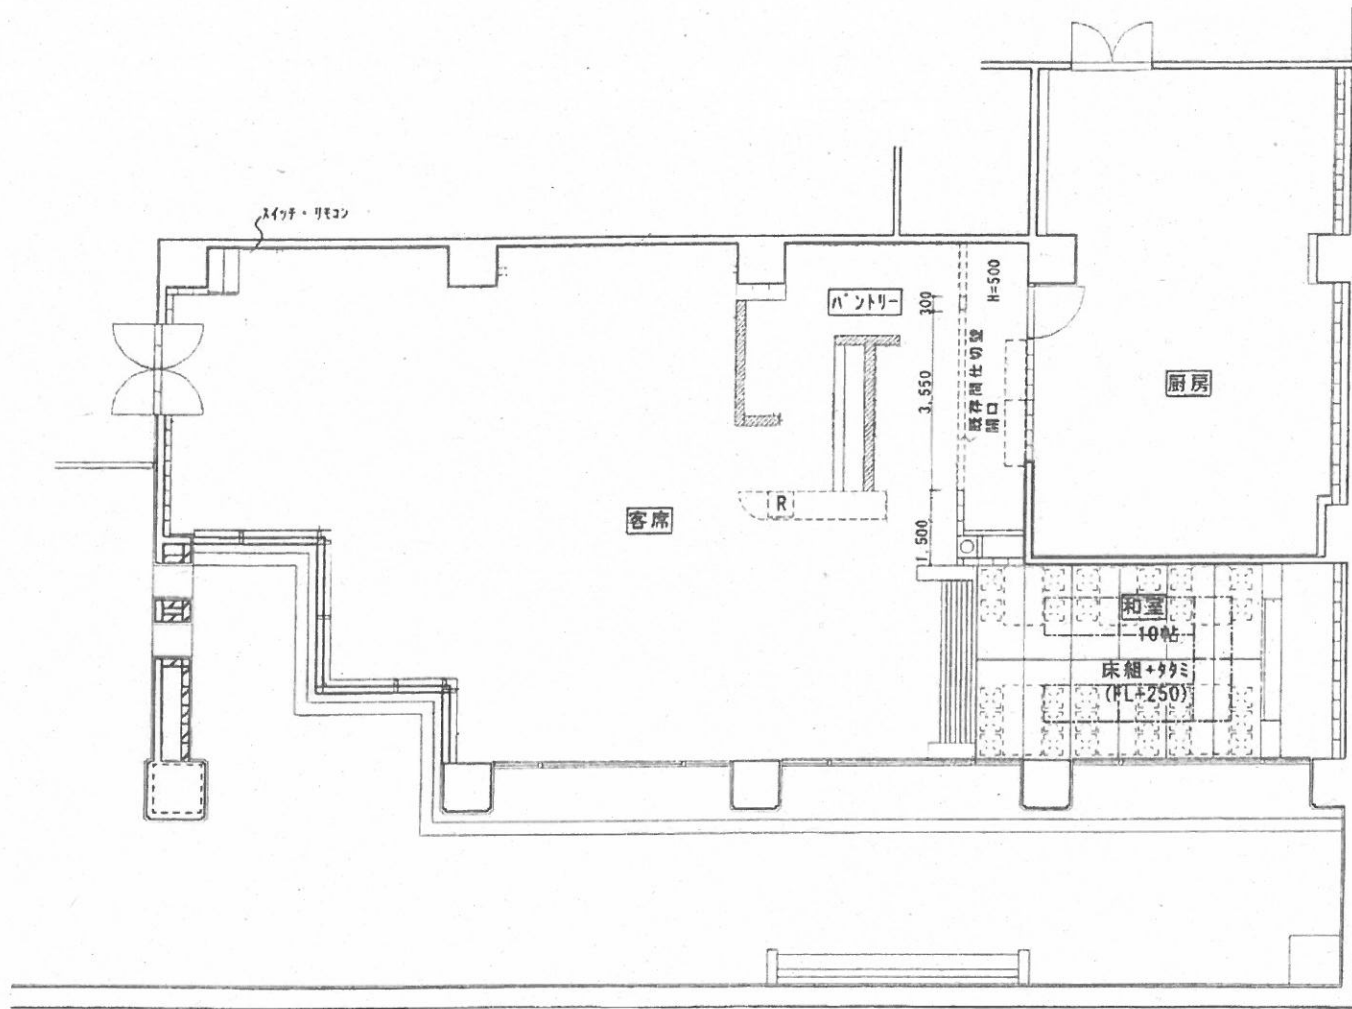 スイッチ・リモコン
パントリー
300
H=500
3,550
既存間仕切壁
開口
厨房
客席
R
1,500
和室
10帖
床組+タタミ
(FL+250)